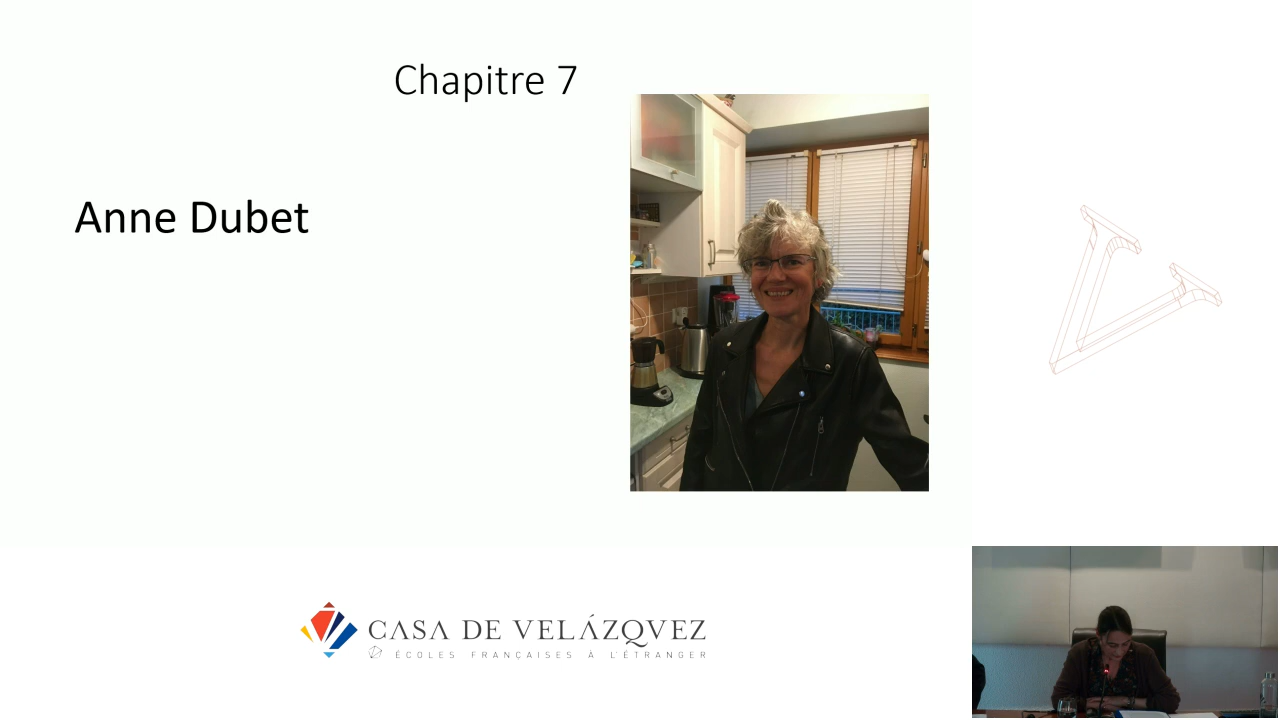 Chapitre 7
Anne Dubet
CASA DE VELÁZQVEZ
ÉCOLES FRANÇAISES À L'ÉTRANGER